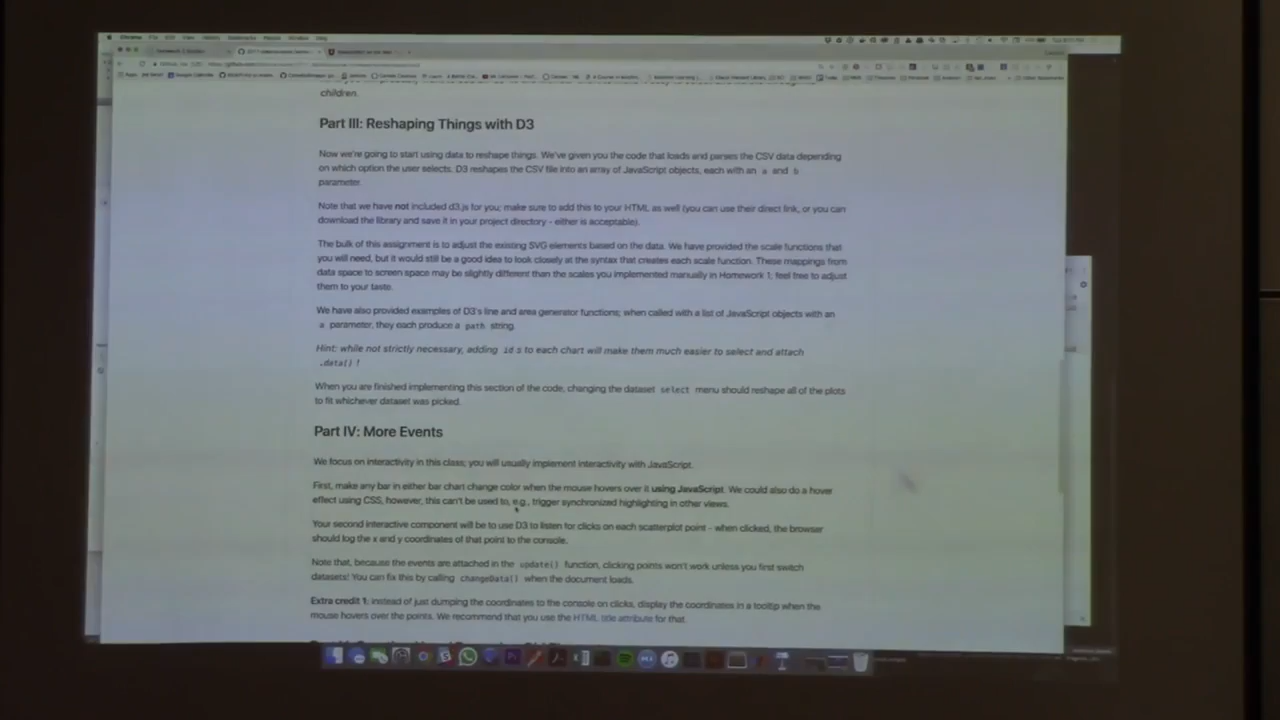 Chrome File Edit View History Bookmarks People Window Help
children.
Part III: Reshaping Things with D3
Now we're going to start using data to reshape things. We've given you the code that loads and parses the CSV data depending
on which option the user selects. D3 reshapes the CSV file into an array of JavaScript objects, each with an a and b
parameter.
Note that we have not included d3.js for you; make sure to add this to your HTML as well (you can use their direct link, or you can
download the library and save it in your project directory - either is acceptable).
The bulk of this assignment is to adjust the existing SVG elements based on the data. We have provided the scale functions that
you will need, but it would still be a good idea to look closely at the syntax that creates each scale function. These mappings from
data space to screen space may be slightly different than the scales you implemented manually in Homework 1; feel free to adjust
them to your taste.
We have also provided examples of D3's line and area generator functions; when called with a list of JavaScript objects with an
a parameter, they each produce a path string.
Hint: while not strictly necessary, adding id s to each chart will make them much easier to select and attach
.data() !
When you are finished implementing this section of the code, changing the dataset select menu should reshape all of the plots
to fit whichever dataset was picked.
Part IV: More Events
We focus on interactivity in this class; you will usually implement interactivity with JavaScript.
First, make any bar in either bar chart change color when the mouse hovers over it using JavaScript. We could also do a hover
effect using CSS, however, this can't be used to, e.g., trigger synchronized highlighting in other views.
Your second interactive component will be to use D3 to listen for clicks on each scatterplot point - when clicked, the browser
should log the x and y coordinates of that point to the console.
Note that, because the events are attached in the update() function, clicking points won't work unless you first switch
datasets! You can fix this by calling changeData() when the document loads.
Extra credit 1: instead of just dumping the coordinates to the console on clicks, display the coordinates in a tooltip when the
mouse hovers over the points. We recommend that you use the HTML title attribute for that.